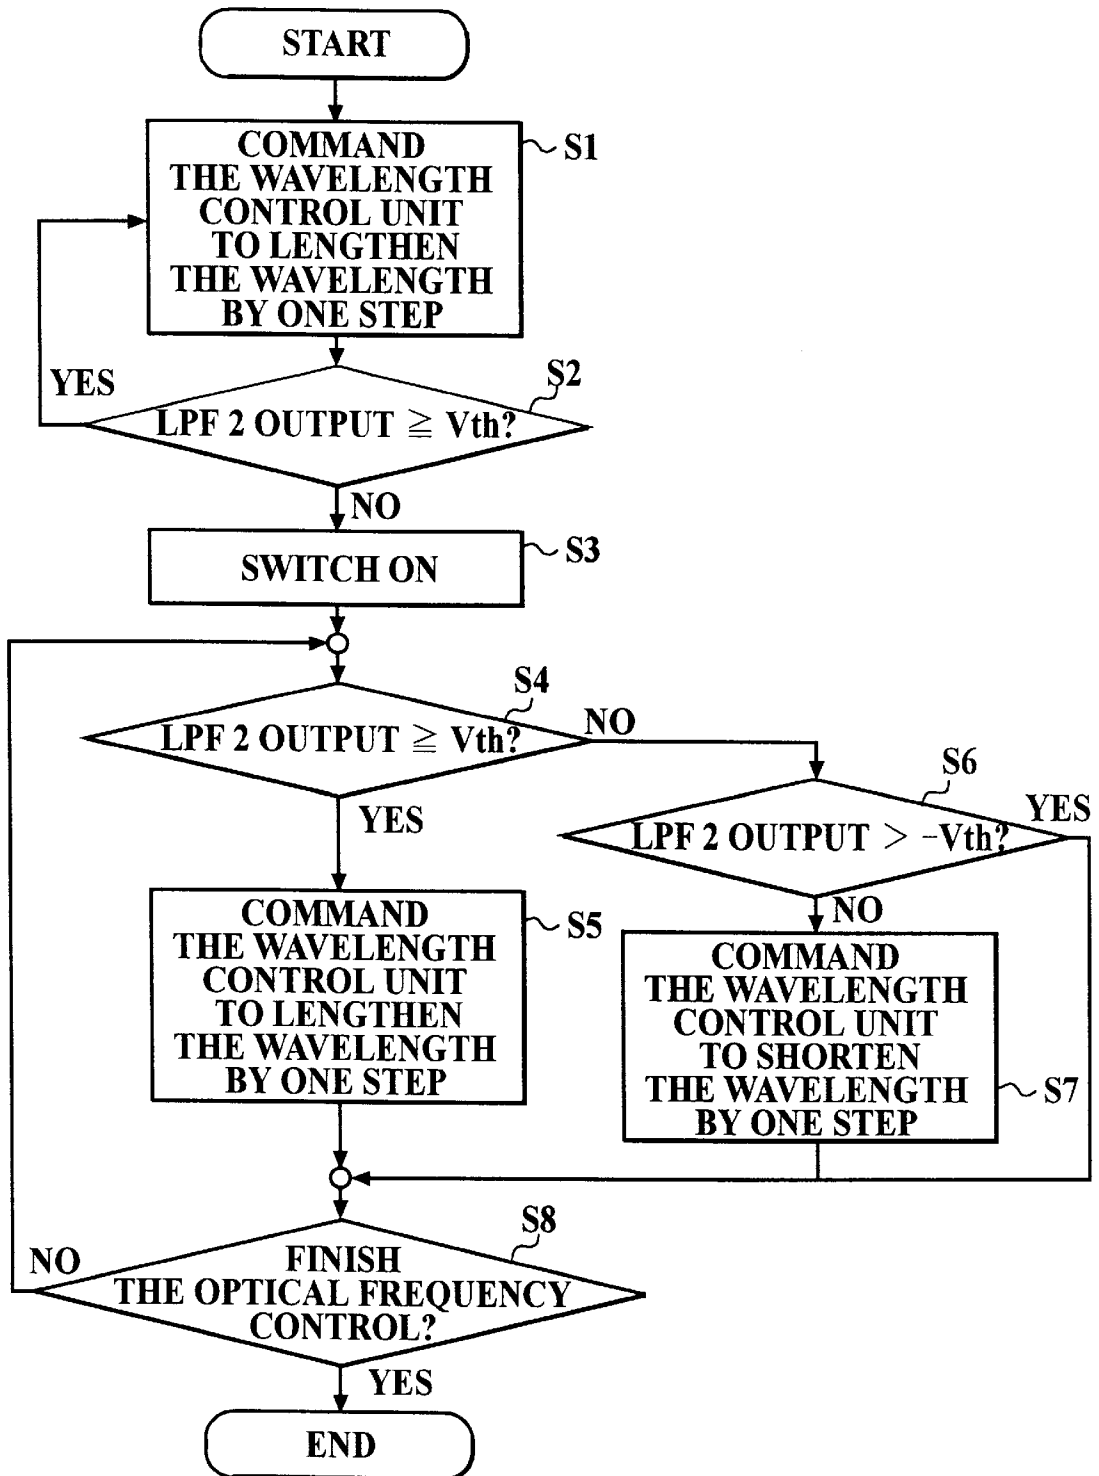 START
COMMAND
THE WAVELENGTH
CONTROL UNIT
TO LENGTHEN
THE WAVELENGTH
BY ONE STEP
S1
YES
S2
LPF 2 OUTPUT ≧ Vth?
NO
SWITCH ON
S3
S4
LPF 2 OUTPUT ≧ Vth?
NO
YES
S6
LPF 2 OUTPUT > -Vth?
YES
NO
COMMAND
THE WAVELENGTH
CONTROL UNIT
TO LENGTHEN
THE WAVELENGTH
BY ONE STEP
S5
COMMAND
THE WAVELENGTH
CONTROL UNIT
TO SHORTEN
THE WAVELENGTH
BY ONE STEP
S7
S8
NO
FINISH
THE OPTICAL FREQUENCY
CONTROL?
YES
END